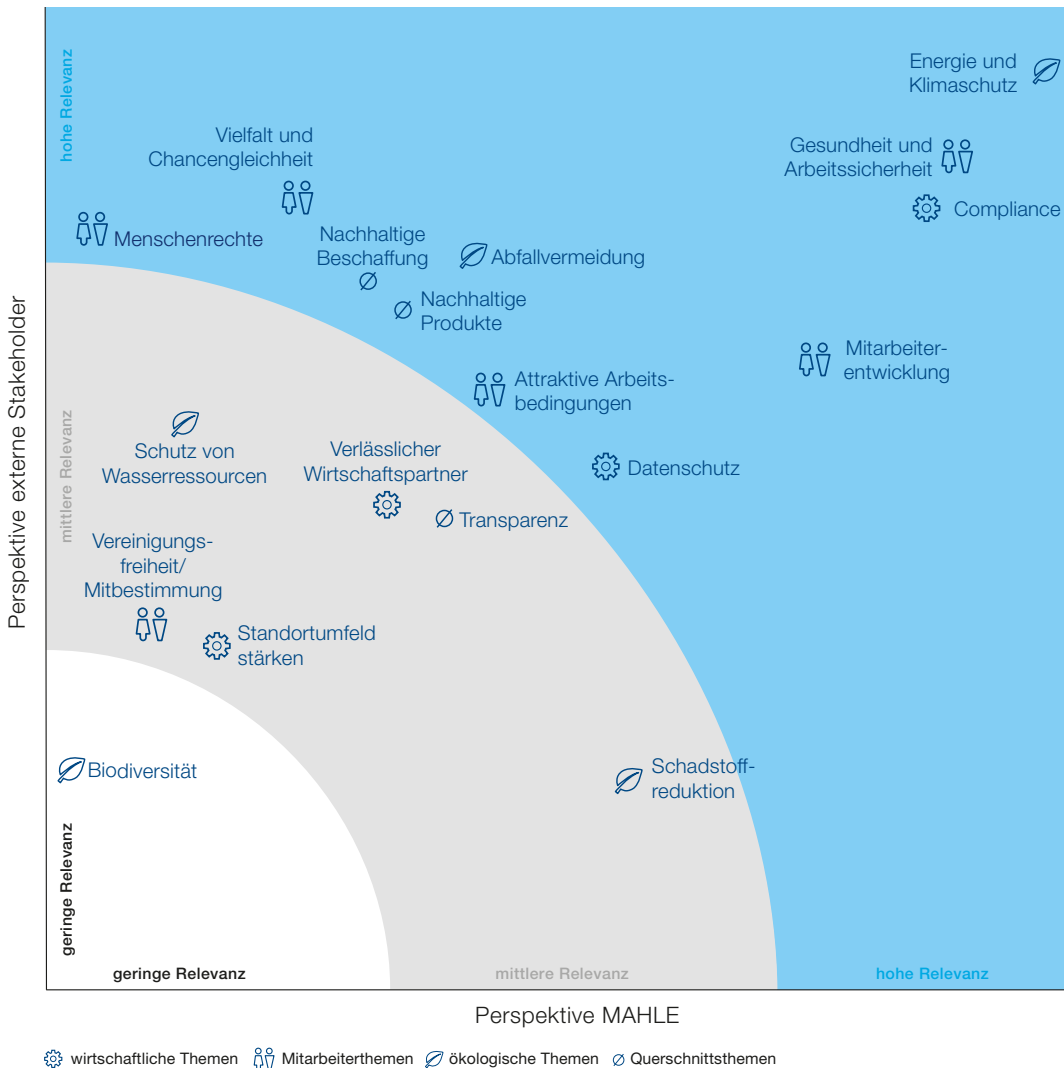 Perspektive externe Stakeholder
hohe Relevanz
mittlere Relevanz
geringe Relevanz
Energie und
Klimaschutz
Vielfalt und
Chancengleichheit
Gesundheit und
Arbeitssicherheit
Compliance
Menschenrechte
Nachhaltige
Beschaffung
Abfallvermeidung
Nachhaltige
Produkte
Mitarbeiter-
entwicklung
Attraktive Arbeits-
bedingungen
Schutz von
Wasserressourcen
Verlässlicher
Wirtschaftspartner
Datenschutz
Transparenz
Vereinigungs-
freiheit/
Mitbestimmung
Standortumfeld
stärken
Biodiversität
Schadstoff-
reduktion
geringe Relevanz
mittlere Relevanz
hohe Relevanz
Perspektive MAHLE
wirtschaftliche Themen Mitarbeiterthemen ökologische Themen Querschnittsthemen